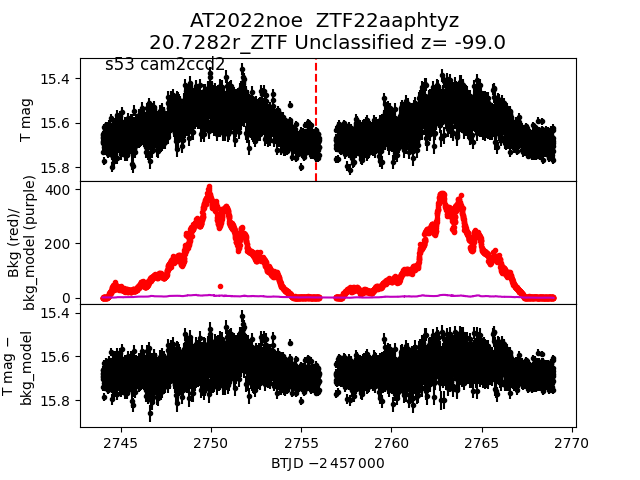 AT2022noe  ZTF22aaphtyz
20.7282r_ZTF Unclassified z= -99.0
s53 cam2ccd2
15.4
15.6
15.8
T mag
400
200
0
Bkg (red)/
bkg_model (purple)
15.4
15.6
15.8
T mag −
bkg_model
2745
2750
2755
2760
2765
2770
BTJD −2 457 000